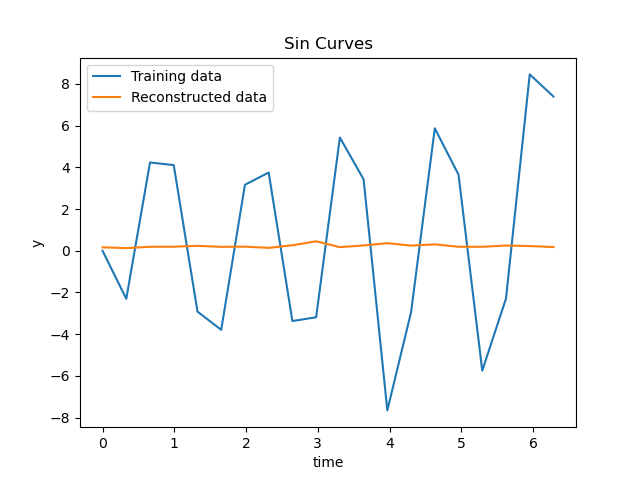 Sin Curves
Training data
Reconstructed data
8
6
4
2
0
−2
−4
−6
−8
y
0 1 2 3 4 5 6
time